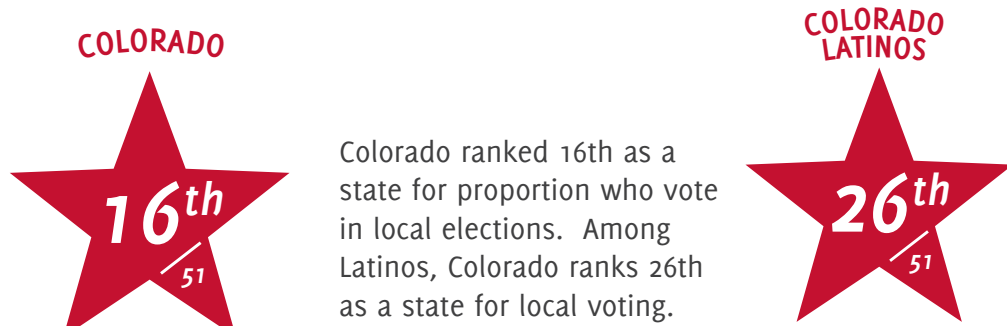 COLORADO
16th
51
Colorado ranked 16th as a
state for proportion who vote
in local elections.  Among
Latinos, Colorado ranks 26th
as a state for local voting.
COLORADO
LATINOS
26th
51